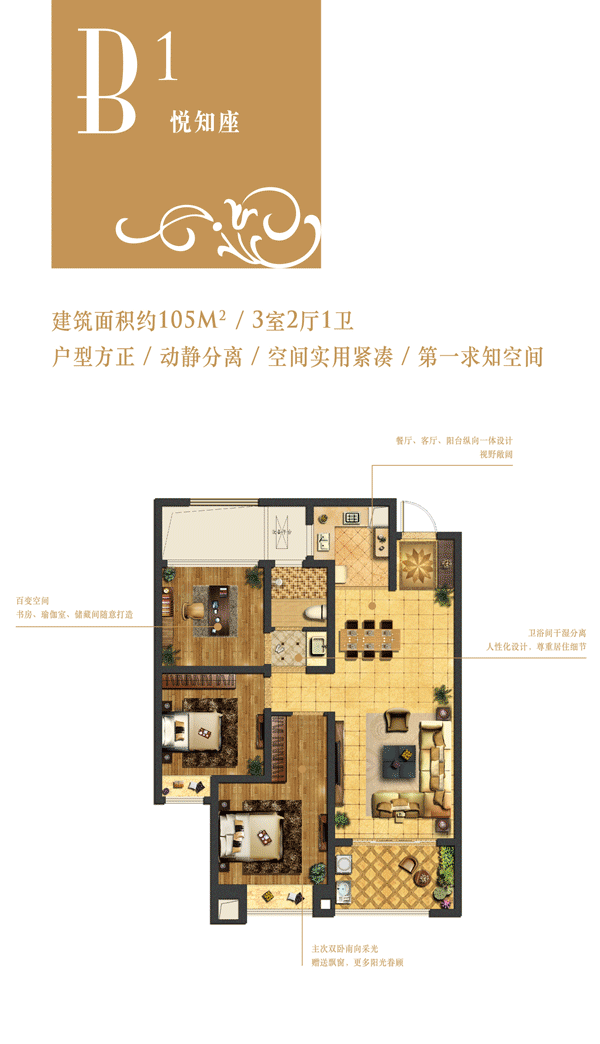 B1
悦知座
建筑面积约105M² / 3室2厅1卫
户型方正 / 动静分离 / 空间实用紧凑 / 第一求知空间
餐厅、客厅、阳台纵向一体设计
视野敞阔
百变空间
书房、瑜伽室、储藏间随意打造
卫浴间干湿分离
人性化设计，尊重居住细节
主次双卧南向采光
赠送飘窗，更多阳光眷顾